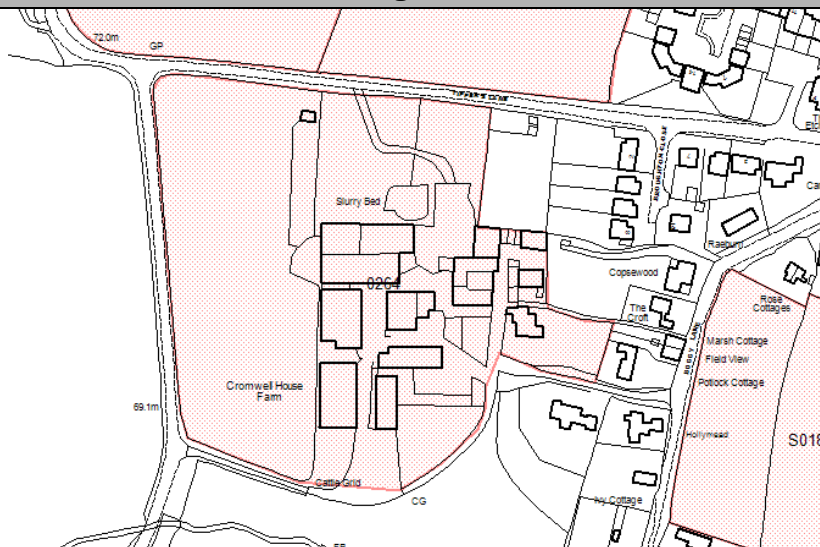 72.0m
GP
Slurry Bed
0264
Copsewood
The
Croft
Rose
Cottages
Marsh Cottage
Field View
Potlock Cottage
Hollymead
Cromwell House
Farm
69.1m
S018
Cattle Grid
CG
Ivy Cottage